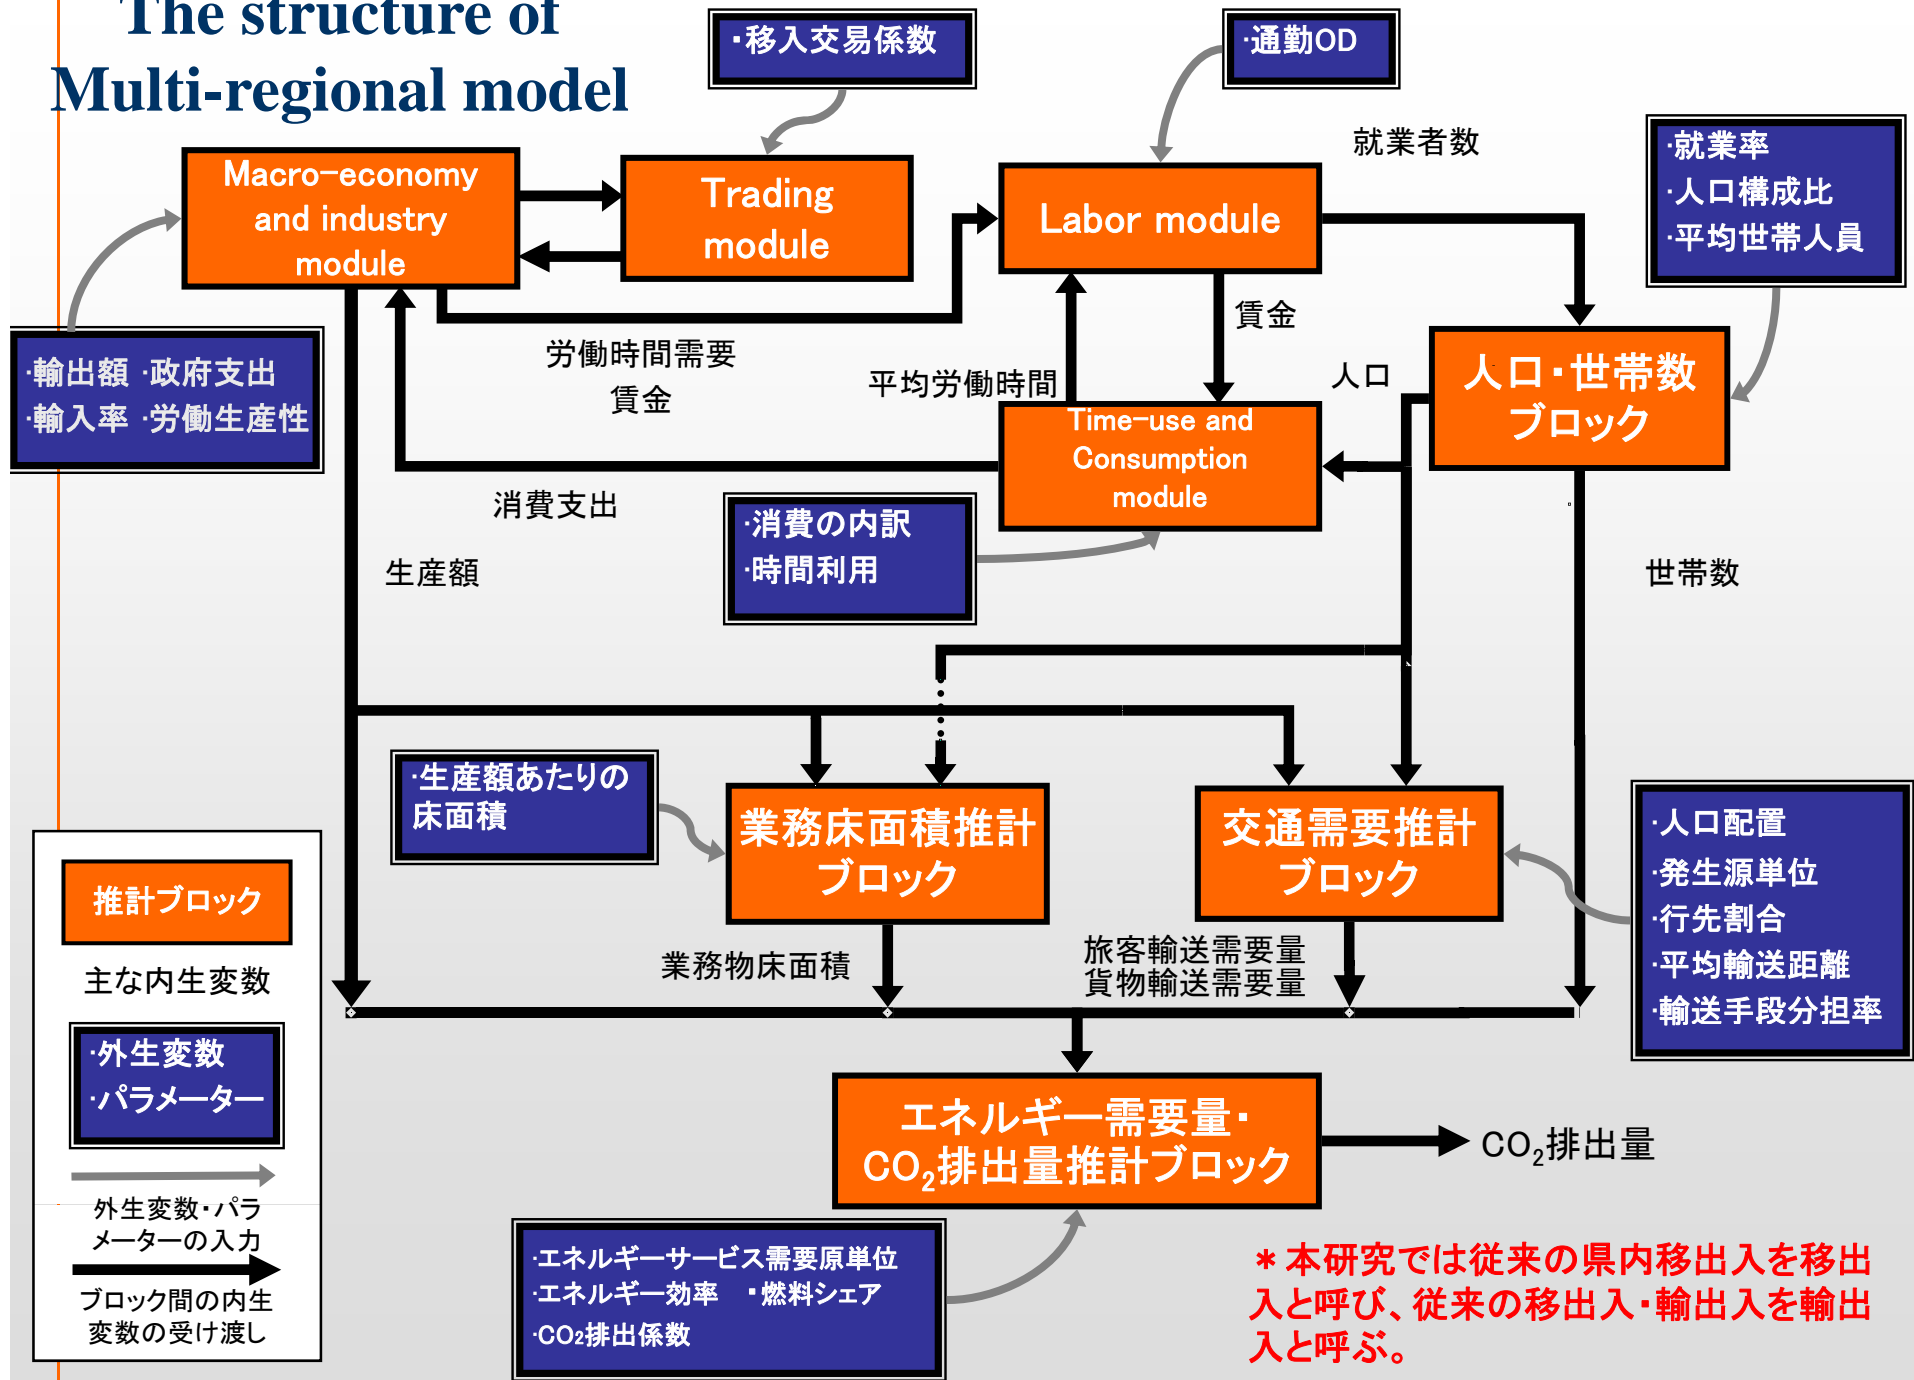 The structure of
Multi-regional model
▪移入交易係数
·通勤OD
就業者数
·就業率
·人口構成比
·平均世帯人員
Macro-economy
and industry
module
Trading
module
Labor module
·輸出額 ·政府支出
·輸入率 ·労働生産性
労働時間需要
賃金
平均労働時間
賃金
人口
人口・世帯数
ブロック
Time-use and
Consumption
module
消費支出
·消費の内訳
·時間利用
生産額
世帯数
·生産額あたりの
床面積
業務床面積推計
ブロック
交通需要推計
ブロック
·人口配置
·発生源単位
·行先割合
·平均輸送距離
·輸送手段分担率
推計ブロック
主な内生変数
·外生変数
·パラメーター
外生変数・パラ
メーターの入力
ブロック間の内生
変数の受け渡し
業務物床面積
旅客輸送需要量
貨物輸送需要量
エネルギー需要量・
CO₂排出量推計ブロック
CO₂排出量
·エネルギーサービス需要原単位
·エネルギー効率 ▪燃料シェア
·CO₂排出係数
＊本研究では従来の県内移出入を移出
入と呼び、従来の移出入・輸出入を輸出
入と呼ぶ。